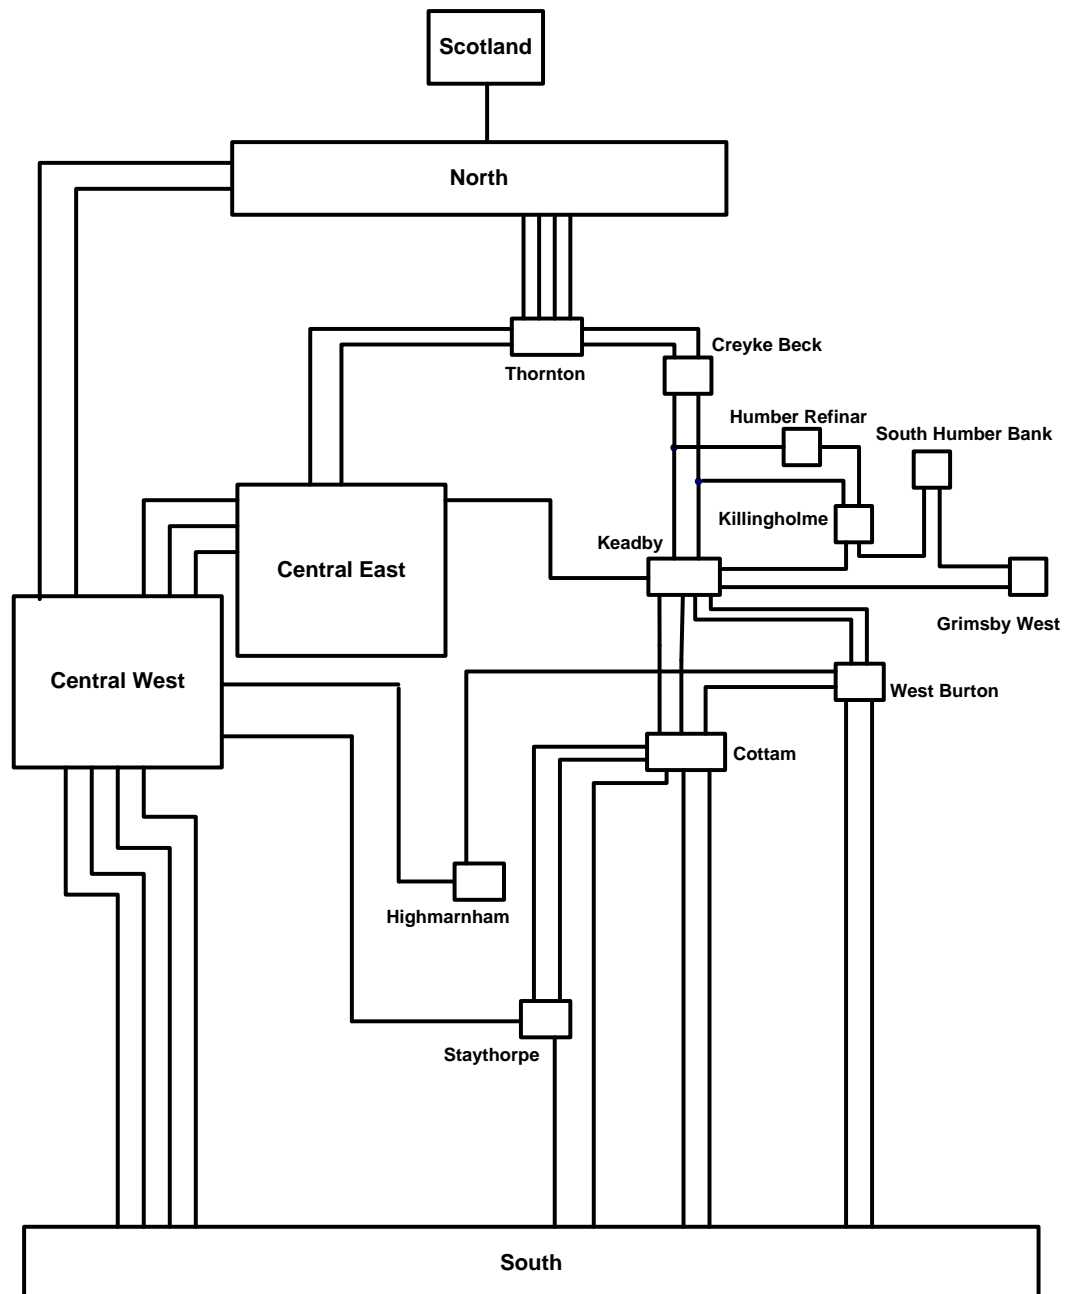 Scotland
North
Creyke Beck
Thornton
Humber Refinar
South Humber Bank
Killingholme
Keadby
Central East
Grimsby West
Central West
West Burton
Cottam
Highmarnham
Staythorpe
South